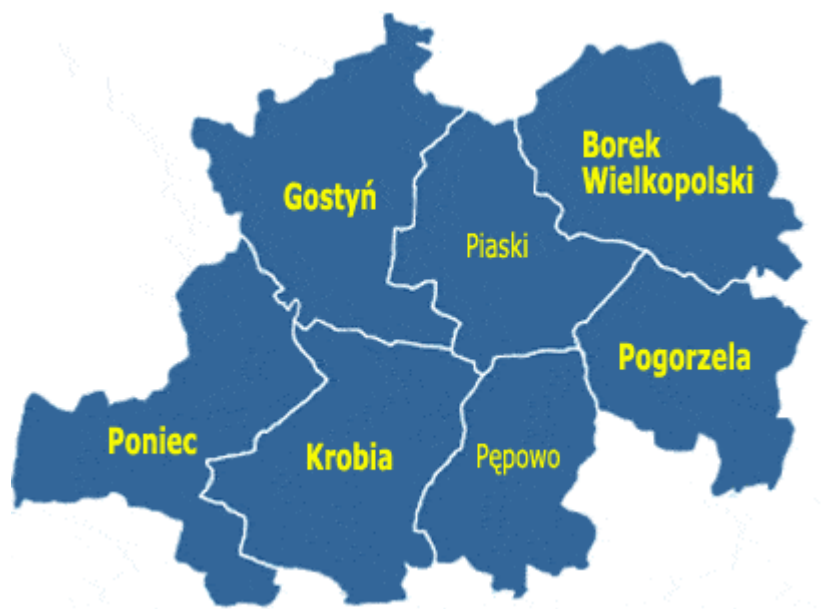 Borek
Wielkopolski
Gostyń
Piaski
Pogorzela
Poniec
Krobia
Pępowo